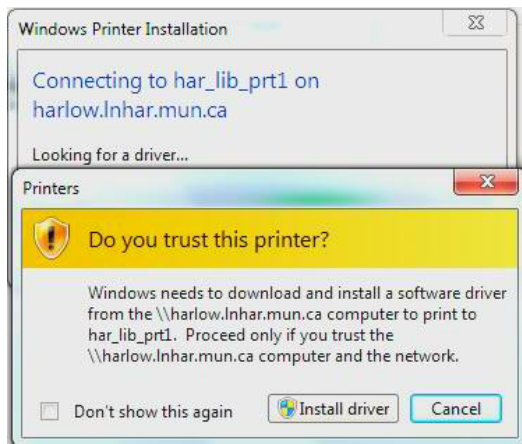 Windows Printer Installation
Connecting to har_lib_prt1 on
harlow.lnhar.mun.ca
Looking for a driver...
Printers
Do you trust this printer?
Windows needs to download and install a software driver
from the \\harlow.lnhar.mun.ca computer to print to
har_lib_prt1. Proceed only if you trust the
\\harlow.lnhar.mun.ca computer and the network.
Don't show this again
Install driver
Cancel